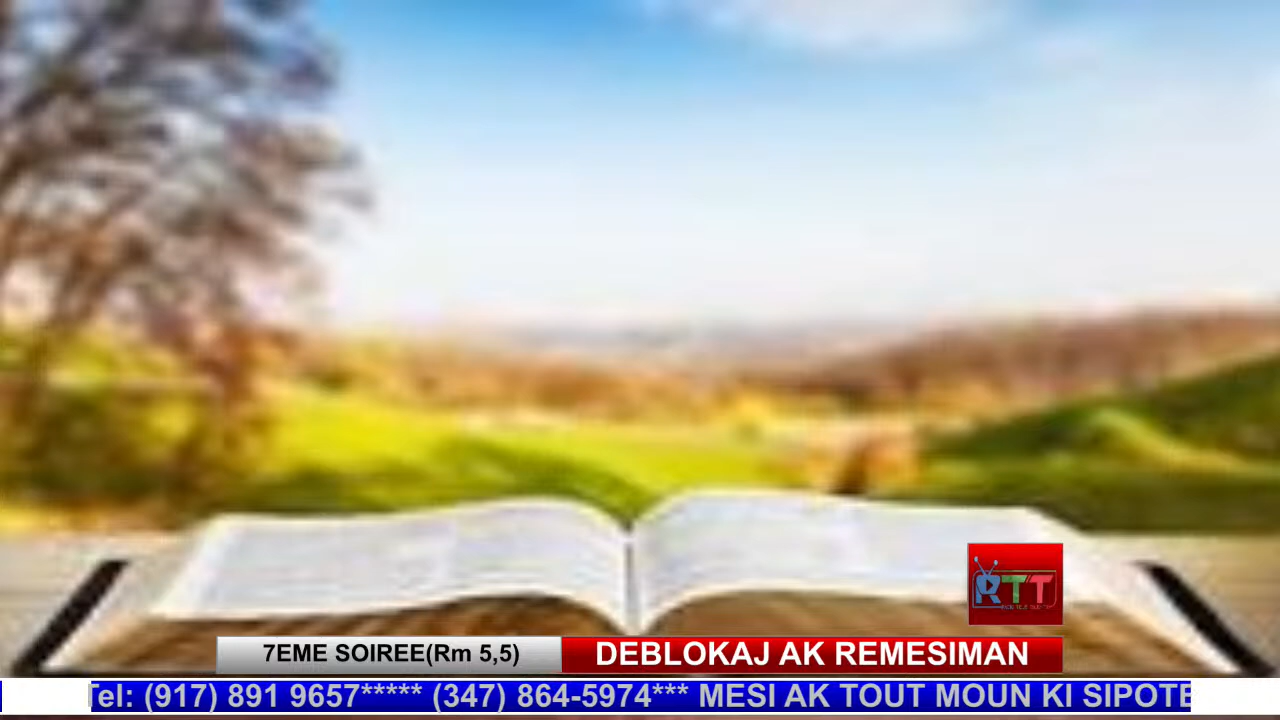 RTT
7EME SOIREE(Rm 5,5)
DEBLOKAJ AK REMESIMAN
Tel: (917) 891 9657***** (347) 864-5974*** MESI AK TOUT MOUN KI SIPOTE